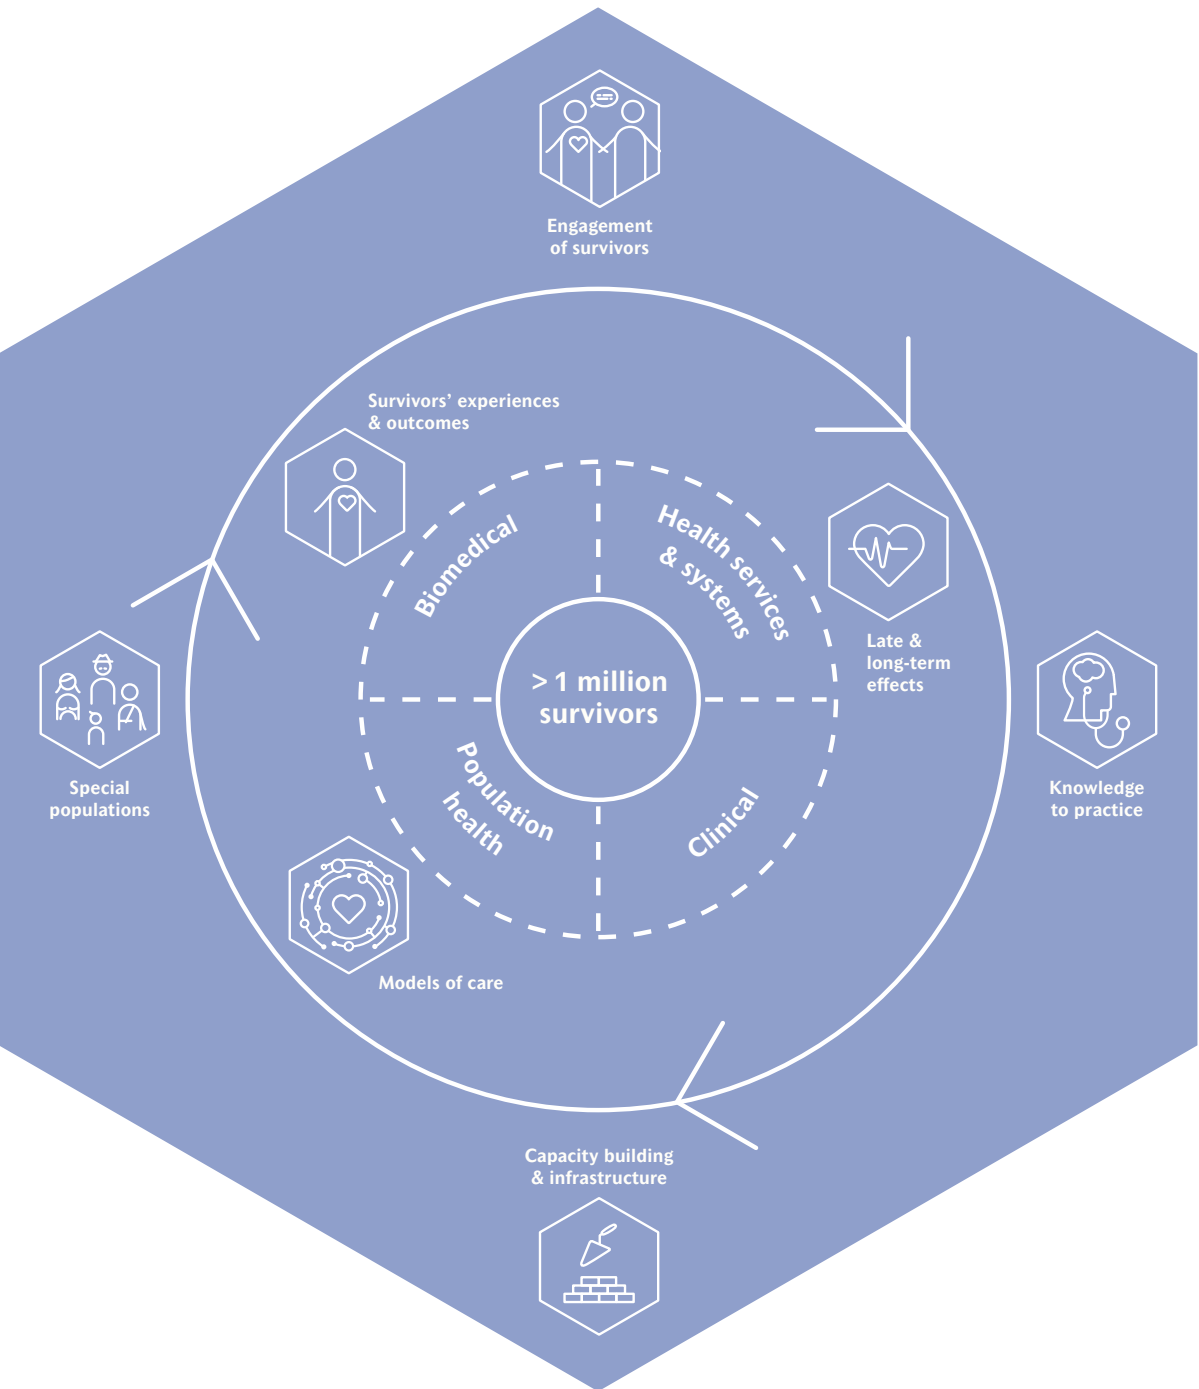 Engagement
of survivors
Survivors’ experiences
& outcomes
Biomedical
Health services
& systems
Late &
long-term
effects
> 1 million
survivors
Special
populations
Knowledge
to practice
Population
health
Clinical
Models of care
Capacity building
& infrastructure